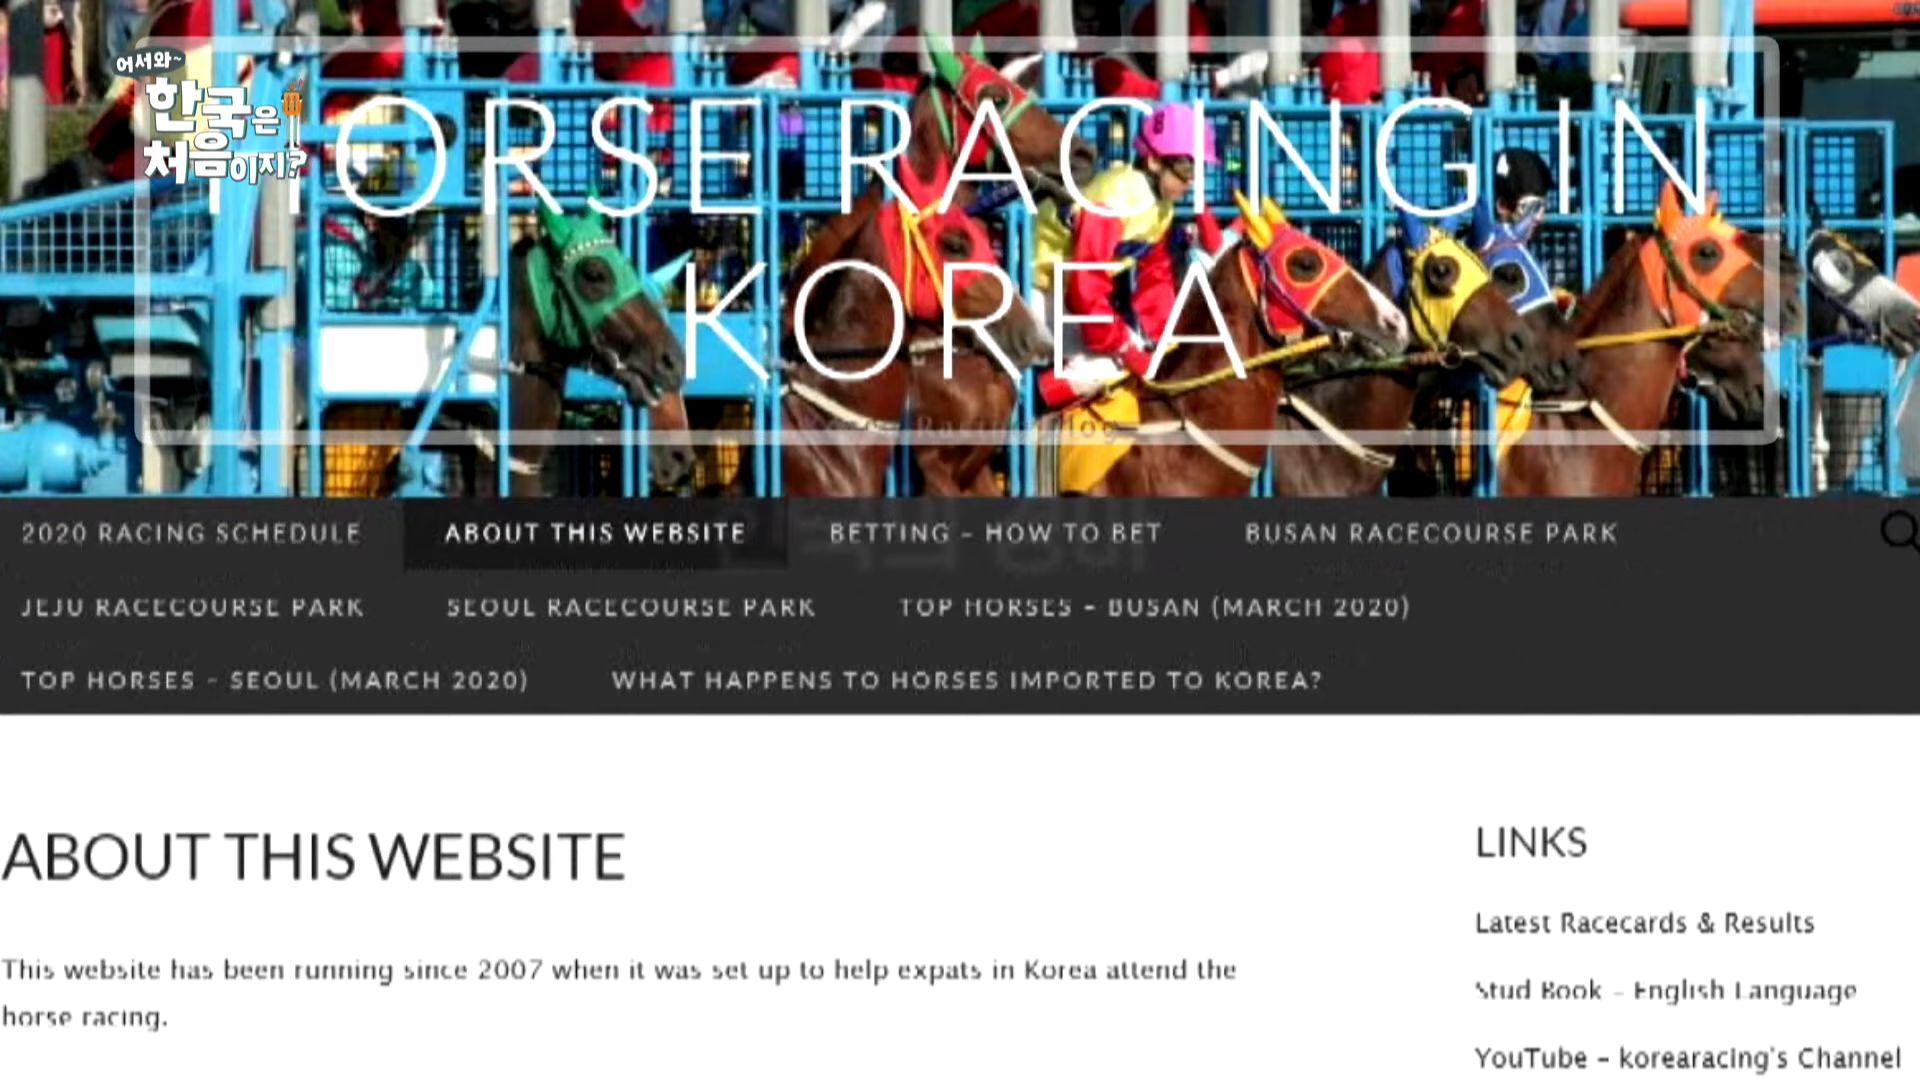 어서와~
한국은
처음이지?
HORSE RACING IN
KOREA
2020 RACING SCHEDULE
ABOUT THIS WEBSITE
BETTING – HOW TO BET
BUSAN RACECOURSE PARK
JEJU RACECOURSE PARK
SEOUL RACECOURSE PARK
TOP HORSES – BUSAN (MARCH 2020)
TOP HORSES – SEOUL (MARCH 2020)
WHAT HAPPENS TO HORSES IMPORTED TO KOREA?
ABOUT THIS WEBSITE
This website has been running since 2007 when it was set up to help expats in Korea attend the
horse racing.
LINKS
Latest Racecards & Results
Stud Book – English Language
YouTube – korearacing's Channel